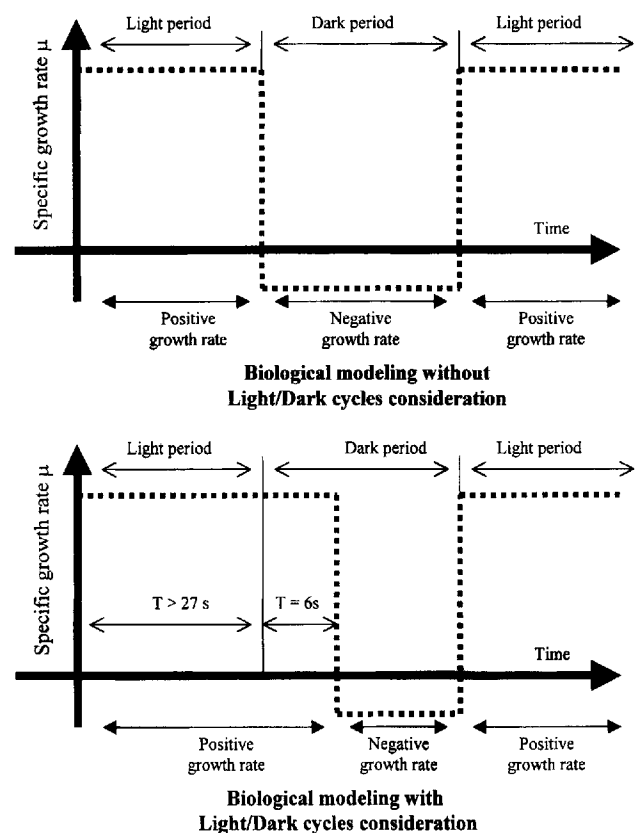 Light period Dark period Light period
Specific growth rate μ
Time
Positive growth rate
Negative growth rate
Positive growth rate
Biological modeling without
Light/Dark cycles consideration
Light period Dark period Light period
Specific growth rate μ
T > 27 s T = 6s
Time
Positive growth rate
Negative growth rate
Positive growth rate
Biological modeling with
Light/Dark cycles consideration